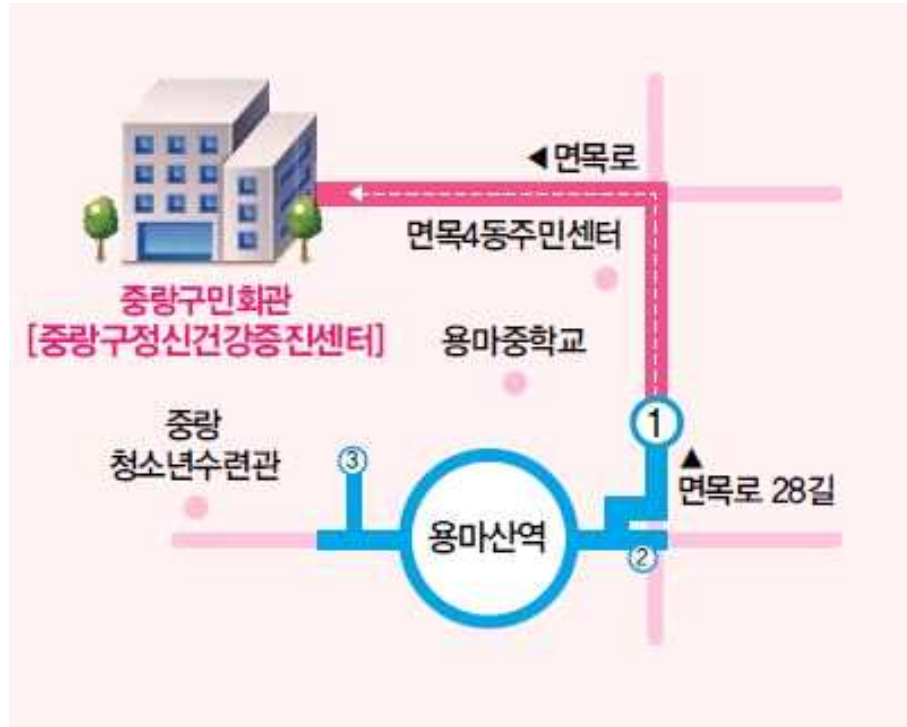 ◀면목로
면목4동주민센터
중랑구민회관
[중랑구정신건강증진센터]
용마중학교
1
중랑
청소년수련관
③
▲
면목로 28길
용마산역
②